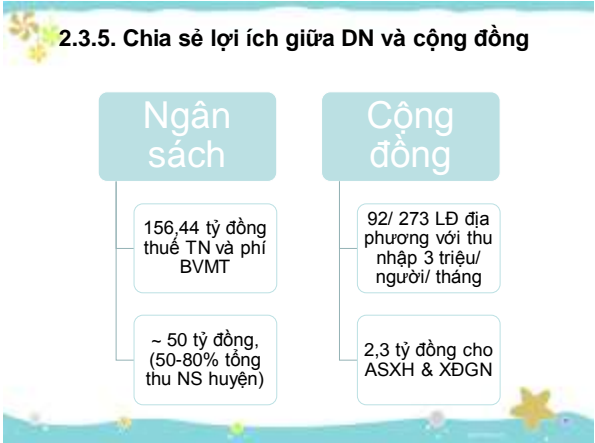 2.3.5. Chia sẻ lợi ích giữa DN và cộng đồng
Ngân
sách
156,44 tỷ đồng
thuế TN và phí
BVMT
~ 50 tỷ đồng,
(50-80% tổng
thu NS huyện)
Cộng
đồng
92/ 273 LĐ địa
phương với thu
nhập 3 triệu/
người/ tháng
2,3 tỷ đồng cho
ASXH & XĐGN